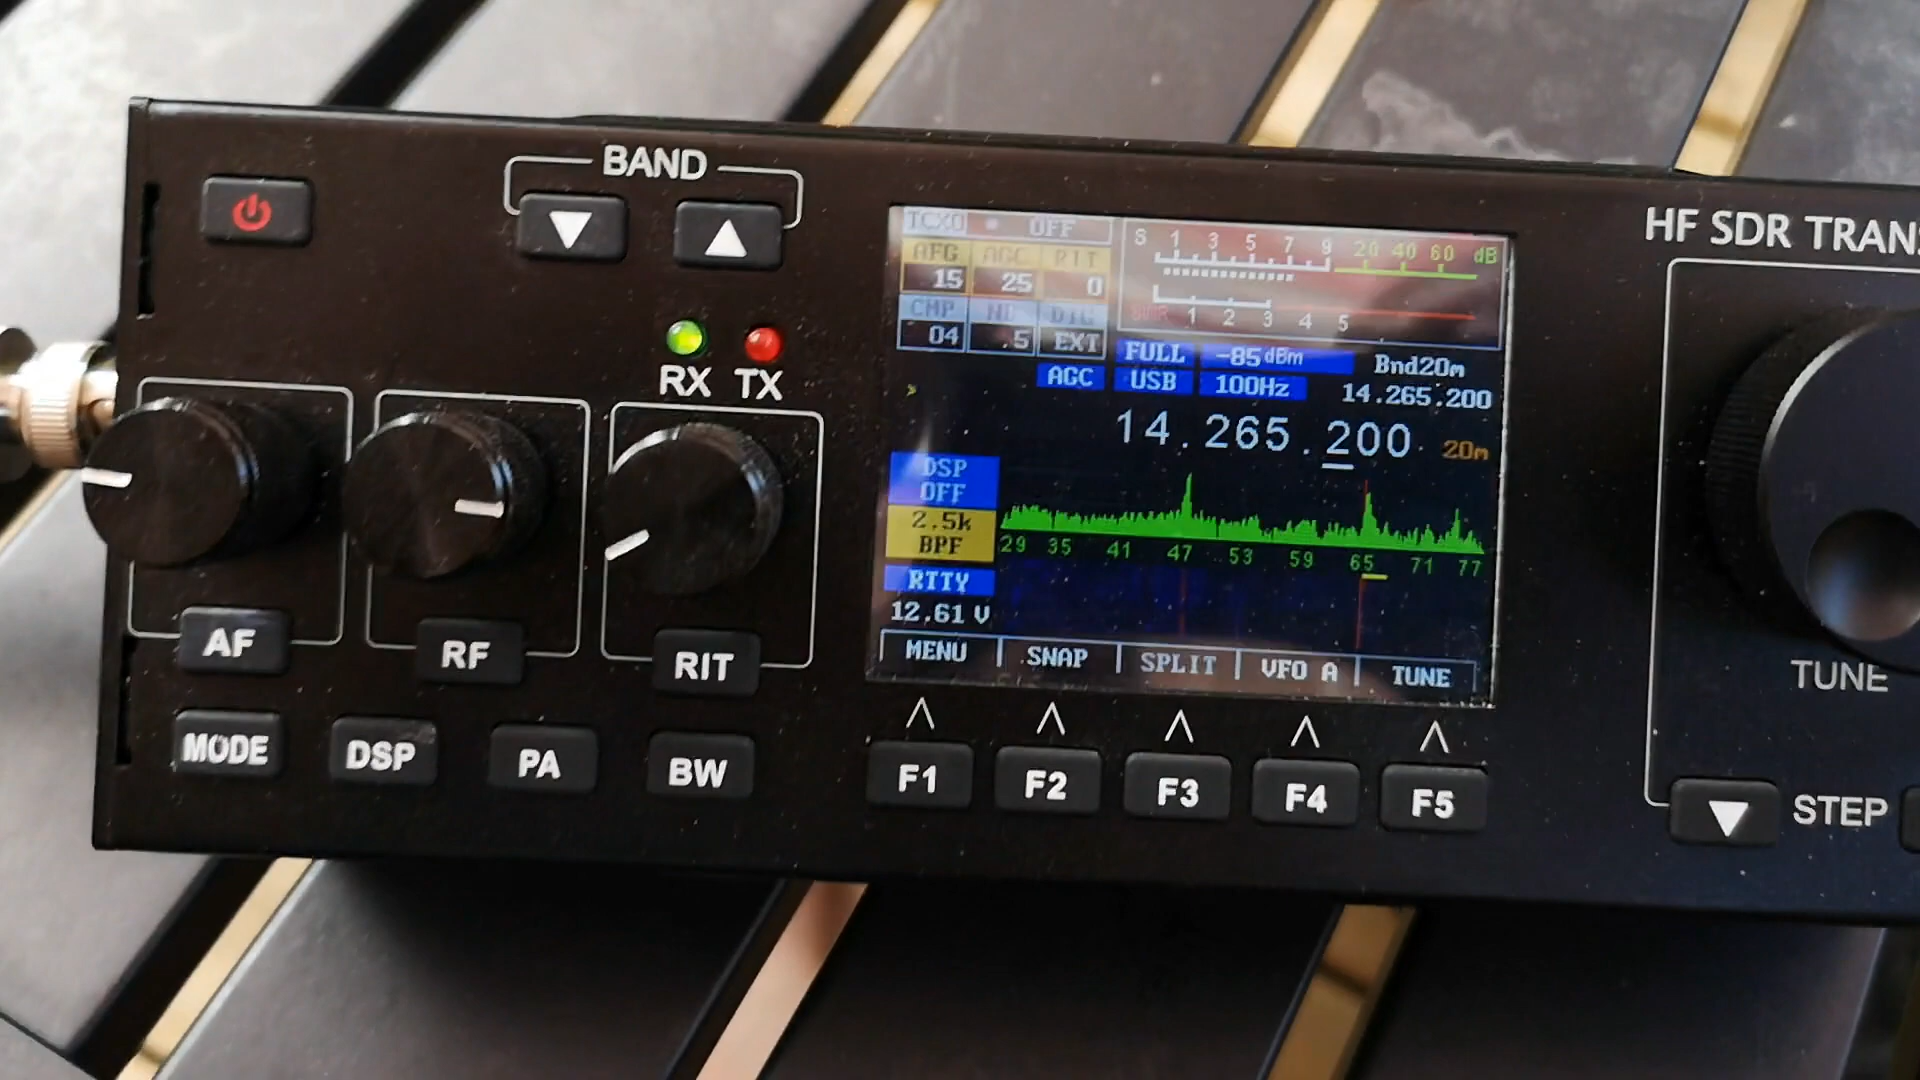 BAND
RX TX
AF
RF
RIT
MODE
DSP
PA
BW
TCXO OFF
AFG AGC RIT
15 25 0
CMP NB DIG
04 .5 EXT
S 1 3 5 7 9 20 40 60 dB
SWR 1 2 3 4 5
FULL -85dBm Bnd20m
AGC USB 100Hz 14.265.200
14.265.200 20m
DSP
OFF
2.5k
BPF
29 35 41 47 53 59 65 71 77
RTTY
12.61 V
MENU SNAP SPLIT VFO A TUNE
F1 F2 F3 F4 F5
HF SDR TRANS
TUNE
STEP